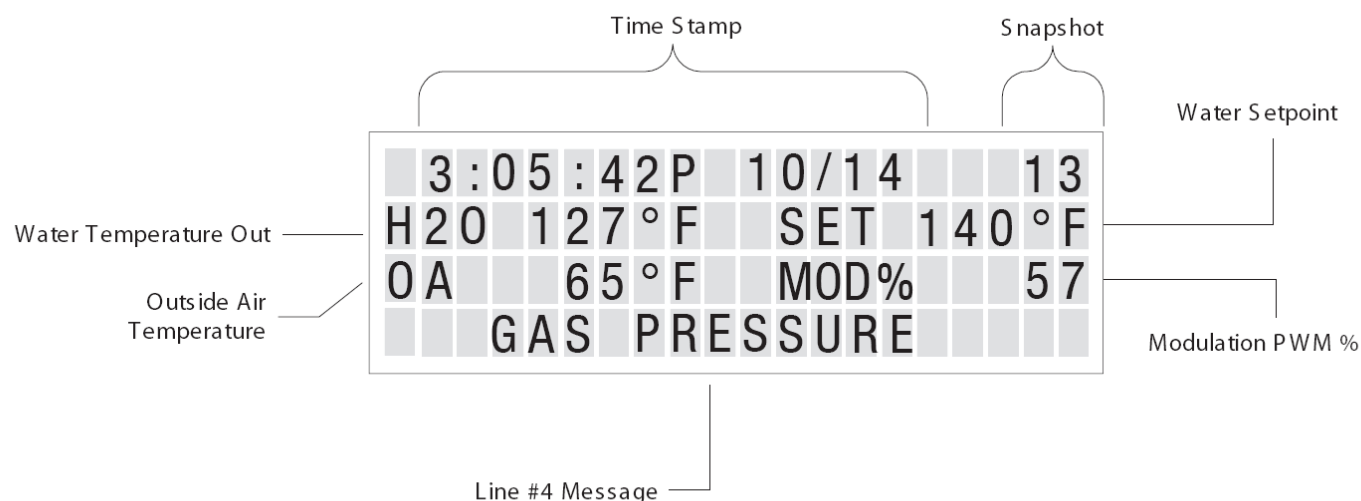 Time Stamp
Snapshot
Water Setpoint
3:05:42P 10/14 13
H2O 127°F SET 140°F
OA 65°F MOD% 57
GAS PRESSURE
Water Temperature Out
Outside Air
Temperature
Modulation PWM %
Line #4 Message